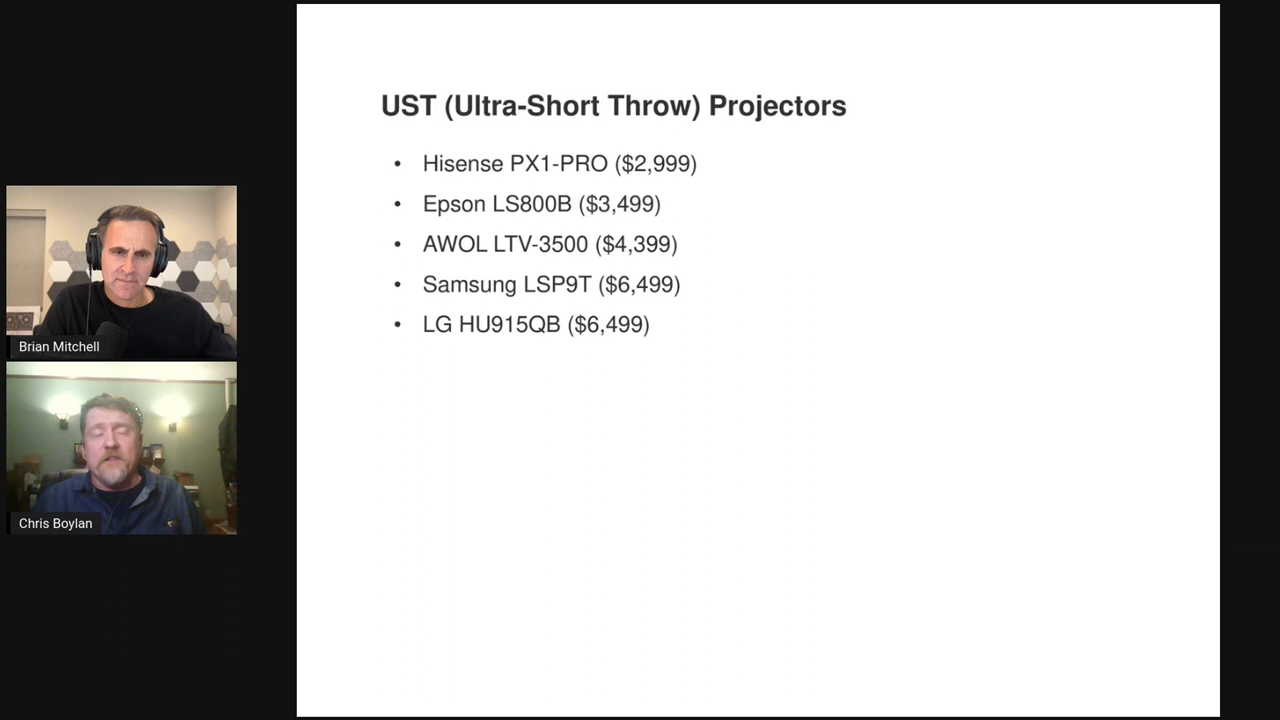 UST (Ultra-Short Throw) Projectors
• Hisense PX1-PRO ($2,999)
• Epson LS800B ($3,499)
• AWOL LTV-3500 ($4,399)
• Samsung LSP9T ($6,499)
• LG HU915QB ($6,499)
Brian Mitchell
Chris Boylan